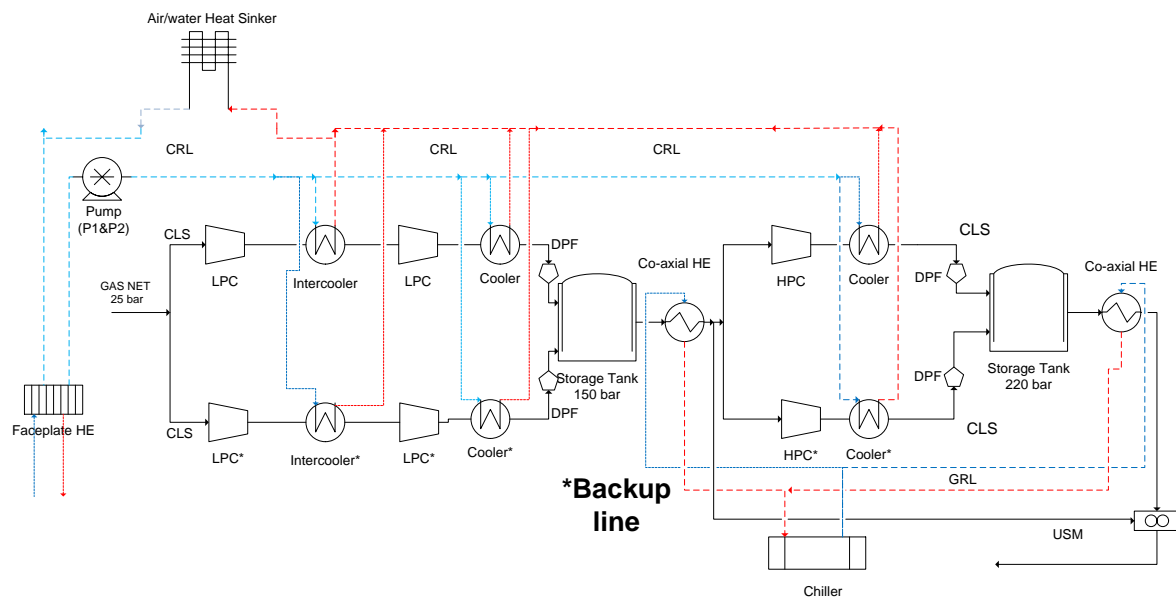 Air/water Heat Sinker
CRL
CRL
CRL
Pump
(P1&P2)
CLS
LPC
Intercooler
LPC
Cooler
DPF
Co-axial HE
HPC
Cooler
CLS
DPF
Co-axial HE
GAS NET
25 bar
Storage Tank
150 bar
Storage Tank
220 bar
Faceplate HE
CLS
LPC*
Intercooler*
LPC*
Cooler*
DPF
HPC*
Cooler*
DPF
CLS
*Backup
line
GRL
USM
Chiller